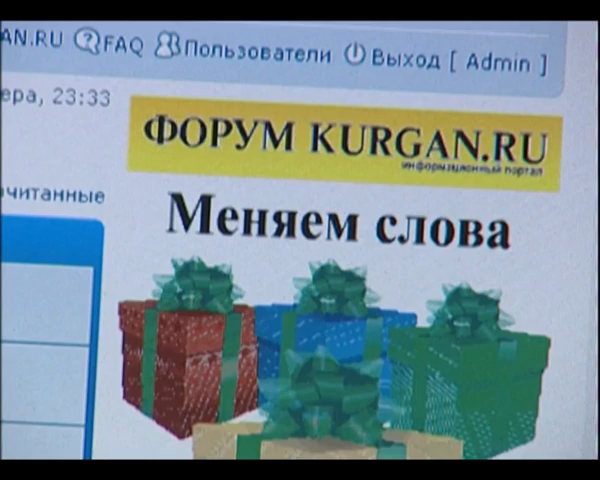 AN.RU FAQ Пользователи Выход [ Admin ]
ера, 23:33
ФОРУМ KURGAN.RU
информационный портал
читанные
Меняем слова